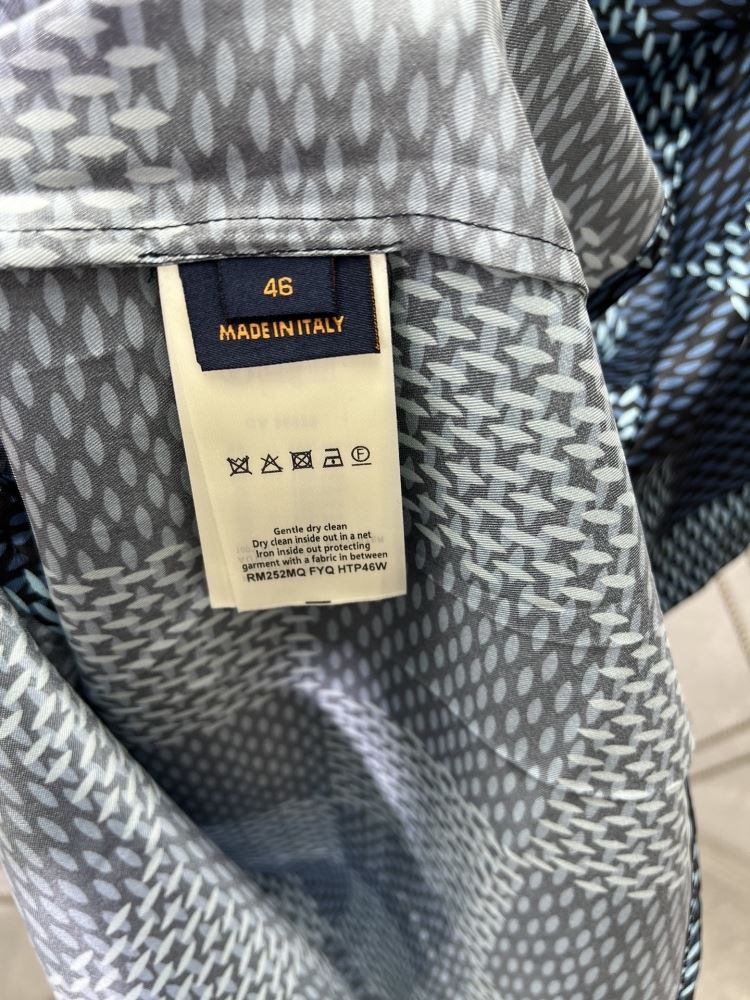 46
MADE IN ITALY
F
Gentle dry clean
Dry clean inside out in a net
Iron inside out protecting
garment with a fabric in between
RM252MQ FYQ HTP46W